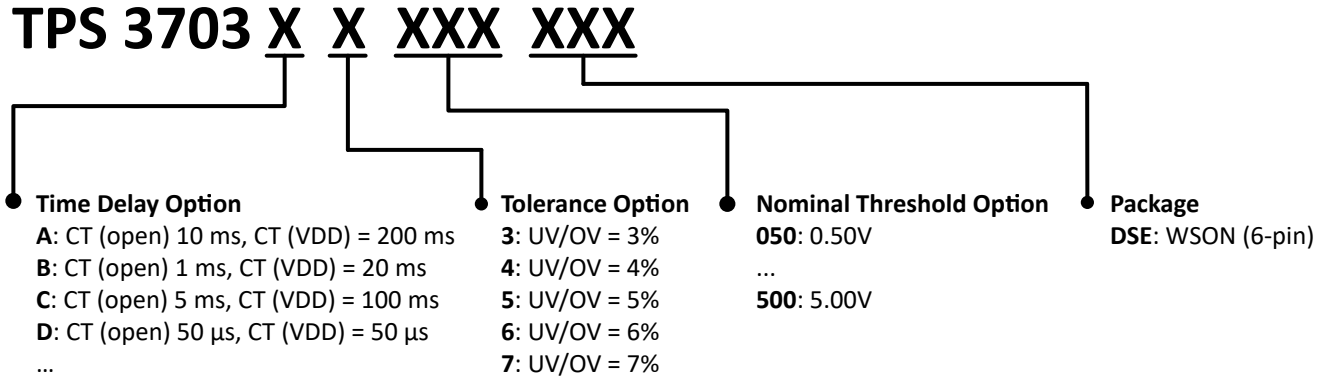 TPS 3703 X X XXX XXX
Time Delay Option
A: CT (open) 10 ms, CT (VDD) = 200 ms
B: CT (open) 1 ms, CT (VDD) = 20 ms
C: CT (open) 5 ms, CT (VDD) = 100 ms
D: CT (open) 50 µs, CT (VDD) = 50 µs
...
Tolerance Option
3: UV/OV = 3%
4: UV/OV = 4%
5: UV/OV = 5%
6: UV/OV = 6%
7: UV/OV = 7%
Nominal Threshold Option
050: 0.50V
...
500: 5.00V
Package
DSE: WSON (6-pin)